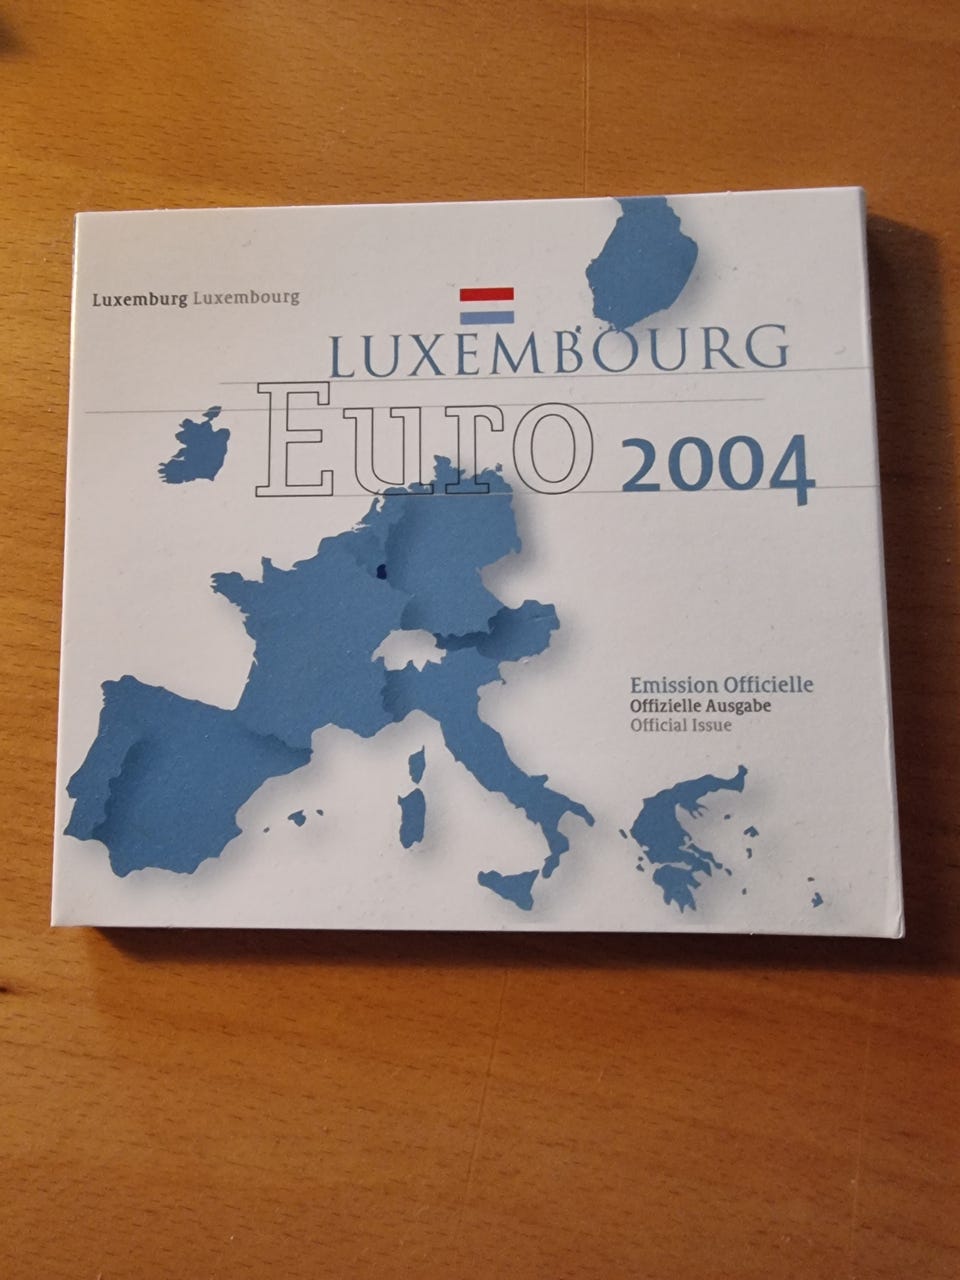 Luxemburg Luxembourg
LUXEMBOURG
Euro 2004
Emission Officielle
Offizielle Ausgabe
Official Issue